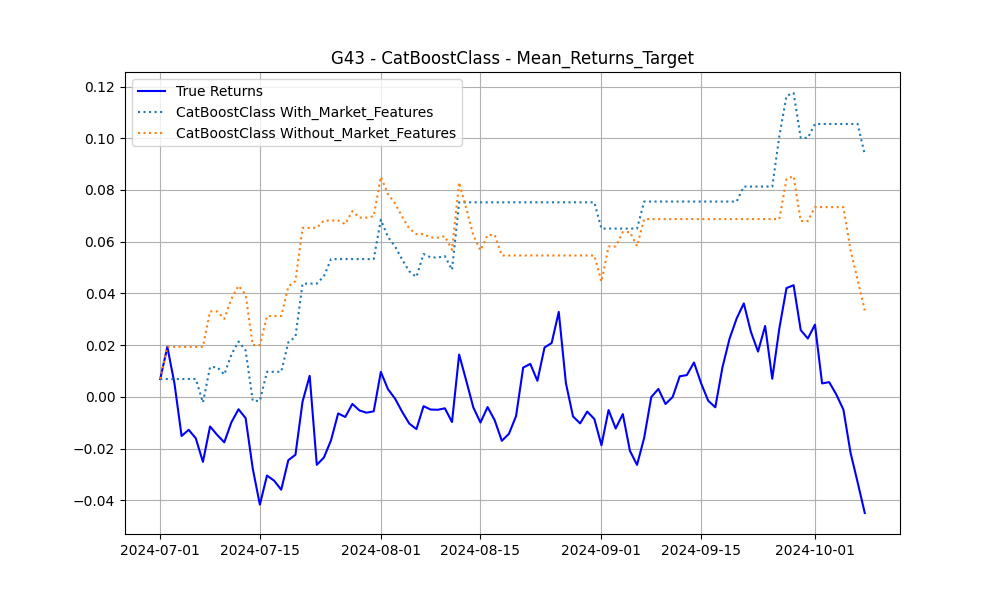 G43 - CatBoostClass - Mean_Returns_Target
True Returns
CatBoostClass With_Market_Features
CatBoostClass Without_Market_Features
0.12
0.10
0.08
0.06
0.04
0.02
0.00
−0.02
−0.04
2024-07-01 2024-07-15 2024-08-01 2024-08-15 2024-09-01 2024-09-15 2024-10-01